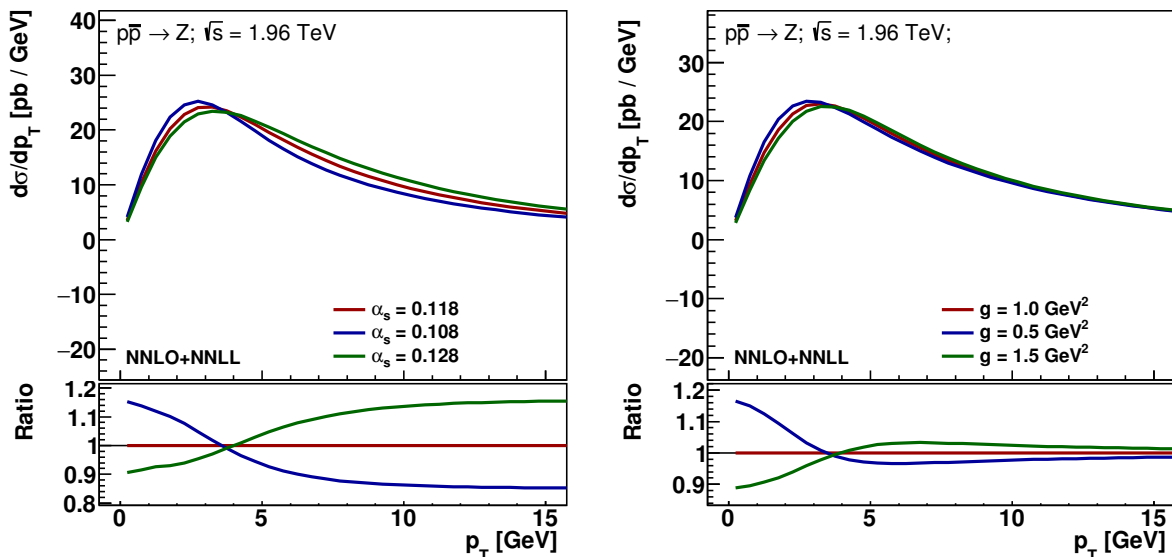 pp̅ → Z; √s = 1.96 TeV
dσ/dp_T [pb / GeV]
40
30
20
10
0
−10
−20
α_s = 0.118
α_s = 0.108
α_s = 0.128
NNLO+NNLL
Ratio
1.2
1.1
1
0.9
0.8
0
5
10
15
p_T [GeV]
pp̅ → Z; √s = 1.96 TeV;
dσ/dp_T [pb / GeV]
30
20
10
0
−10
−20
g = 1.0 GeV²
g = 0.5 GeV²
g = 1.5 GeV²
NNLO+NNLL
Ratio
1.2
1.1
1
0.9
0
5
10
15
p_T [GeV]